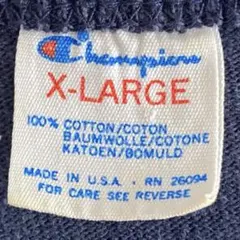 Champion
X-LARGE
100% COTTON/COTON
BAUMWOLLE/COTONE
KATOEN/BOMULD
MADE IN U.S.A. • RN 26094
FOR CARE SEE REVERSE